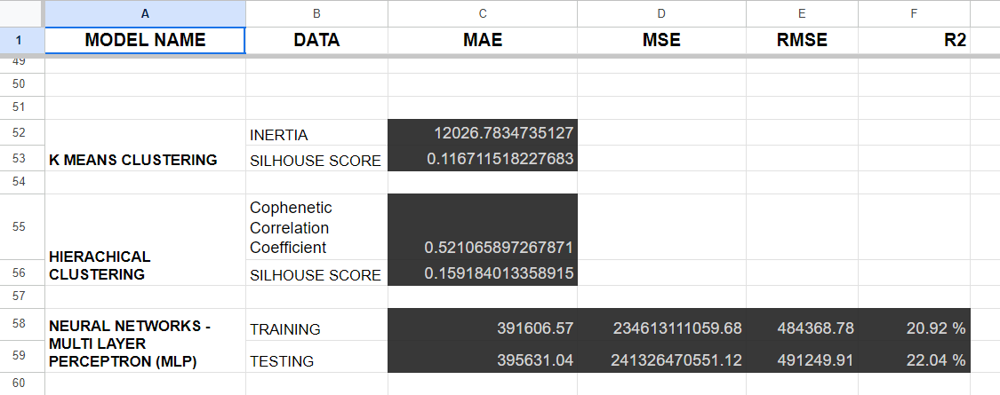 A B C D E F
1 MODEL NAME DATA MAE MSE RMSE R2
49
50
51
52 INERTIA 12026.7834735127
53 K MEANS CLUSTERING SILHOUSE SCORE 0.116711518227683
54
Cophenetic
55 Correlation
Coefficient 0.521065897267871
HIERACHICAL
56 CLUSTERING SILHOUSE SCORE 0.159184013358915
57
58 NEURAL NETWORKS - TRAINING 391606.57 234613111059.68 484368.78 20.92 %
MULTI LAYER
59 PERCEPTRON (MLP) TESTING 395631.04 241326470551.12 491249.91 22.04 %
60